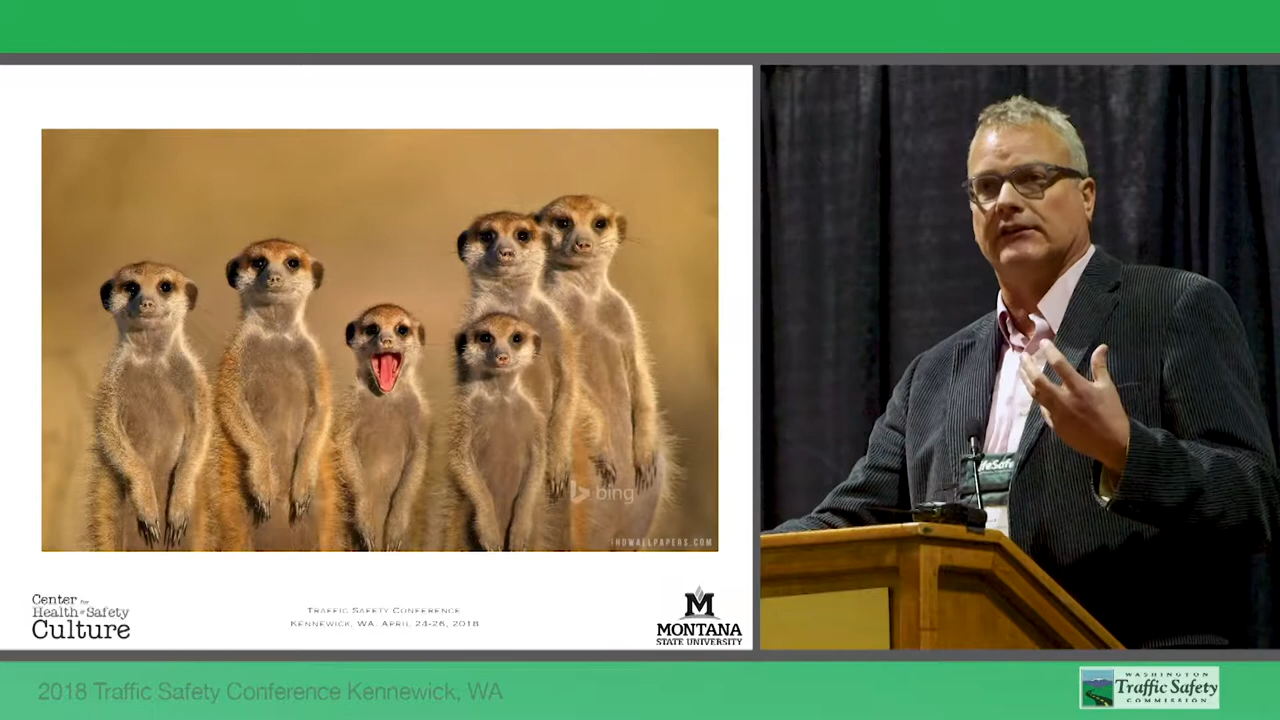 bing
HDWALLPAPERS.COM
Center for
Health & Safety
Culture
TRAFFIC SAFETY CONFERENCE
KENNEWICK, WA. APRIL 24-26, 2018
M
MONTANA
STATE UNIVERSITY
ifeSafe
2018 Traffic Safety Conference Kennewick, WA
WASHINGTON
Traffic Safety
COMMISSION